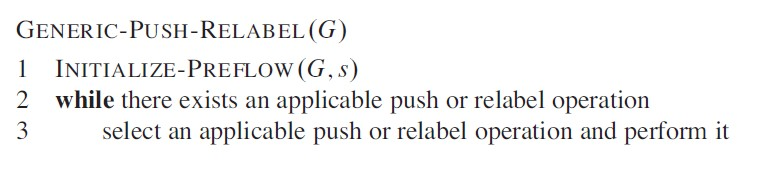 GENERIC-PUSH-RELABEL(G)
1 INITIALIZE-PREFLOW(G, s)
2 while there exists an applicable push or relabel operation
3 select an applicable push or relabel operation and perform it